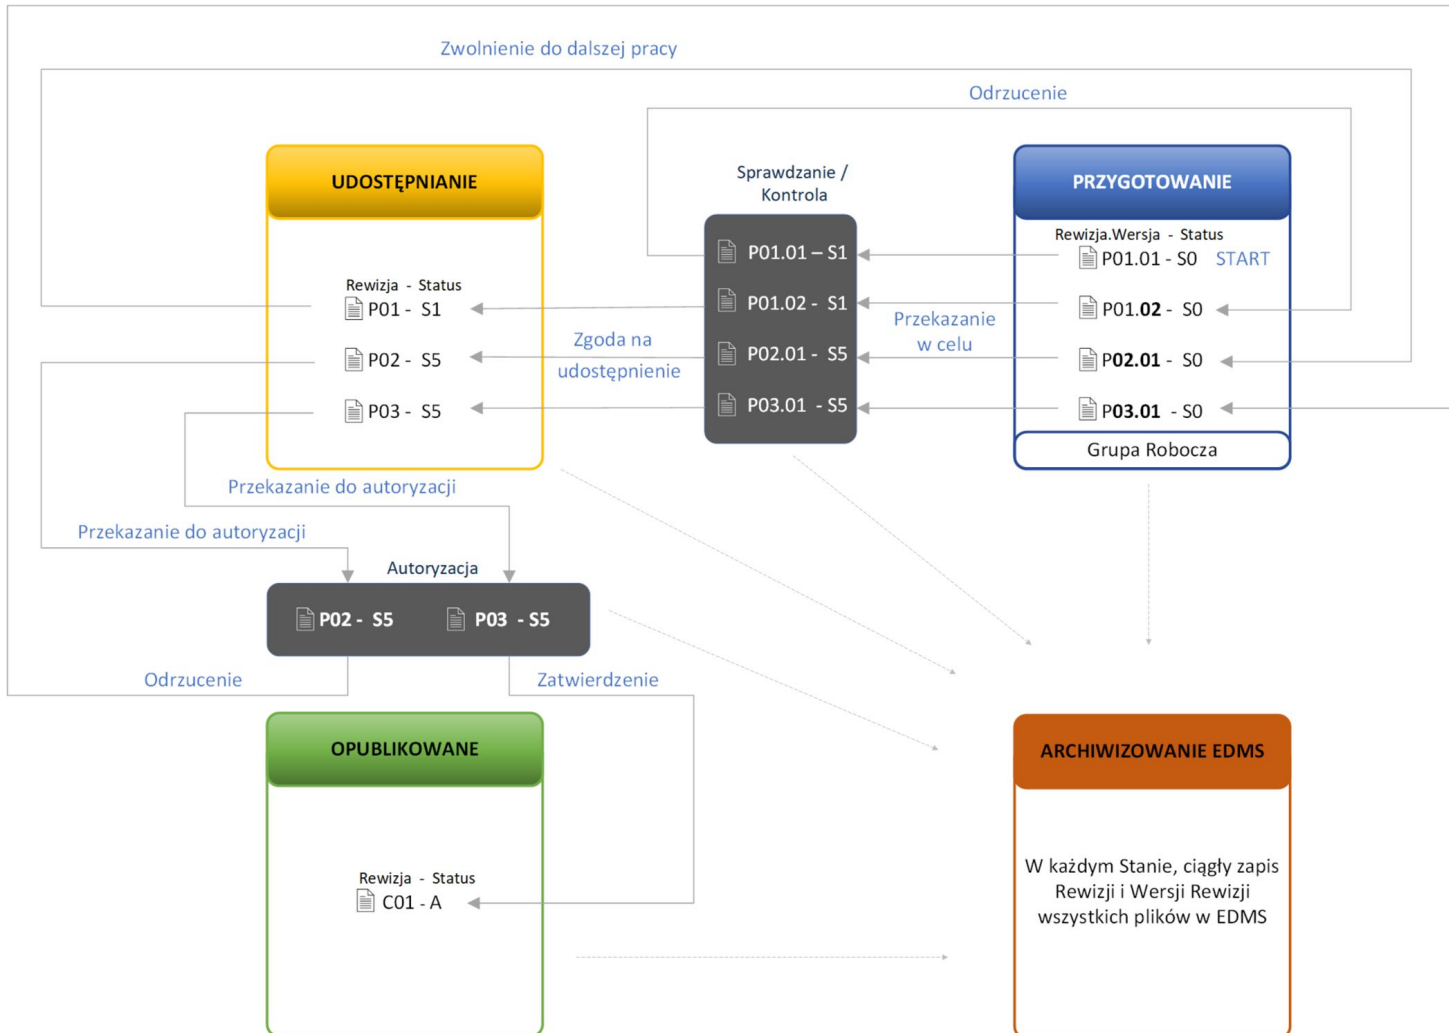 Zwolnienie do dalszej pracy
Odrzucenie
UDOSTĘPNIANIE
Rewizja - Status
P01 - S1
P02 - S5
P03 - S5
Sprawdzanie /
Kontrola
P01.01 – S1
P01.02 - S1
P02.01 - S5
P03.01 - S5
Zgoda na
udostępnienie
Przekazanie
w celu
PRZYGOTOWANIE
Rewizja.Wersja - Status
P01.01 - S0 START
P01.02 - S0
P02.01 - S0
P03.01 - S0
Grupa Robocza
Przekazanie do autoryzacji
Przekazanie do autoryzacji
Autoryzacja
P02 - S5
P03 - S5
Odrzucenie
Zatwierdzenie
OPUBLIKOWANE
Rewizja - Status
C01 - A
ARCHIWIZOWANIE EDMS
W każdym Stanie, ciągły zapis
Rewizji i Wersji Rewizji
wszystkich plików w EDMS